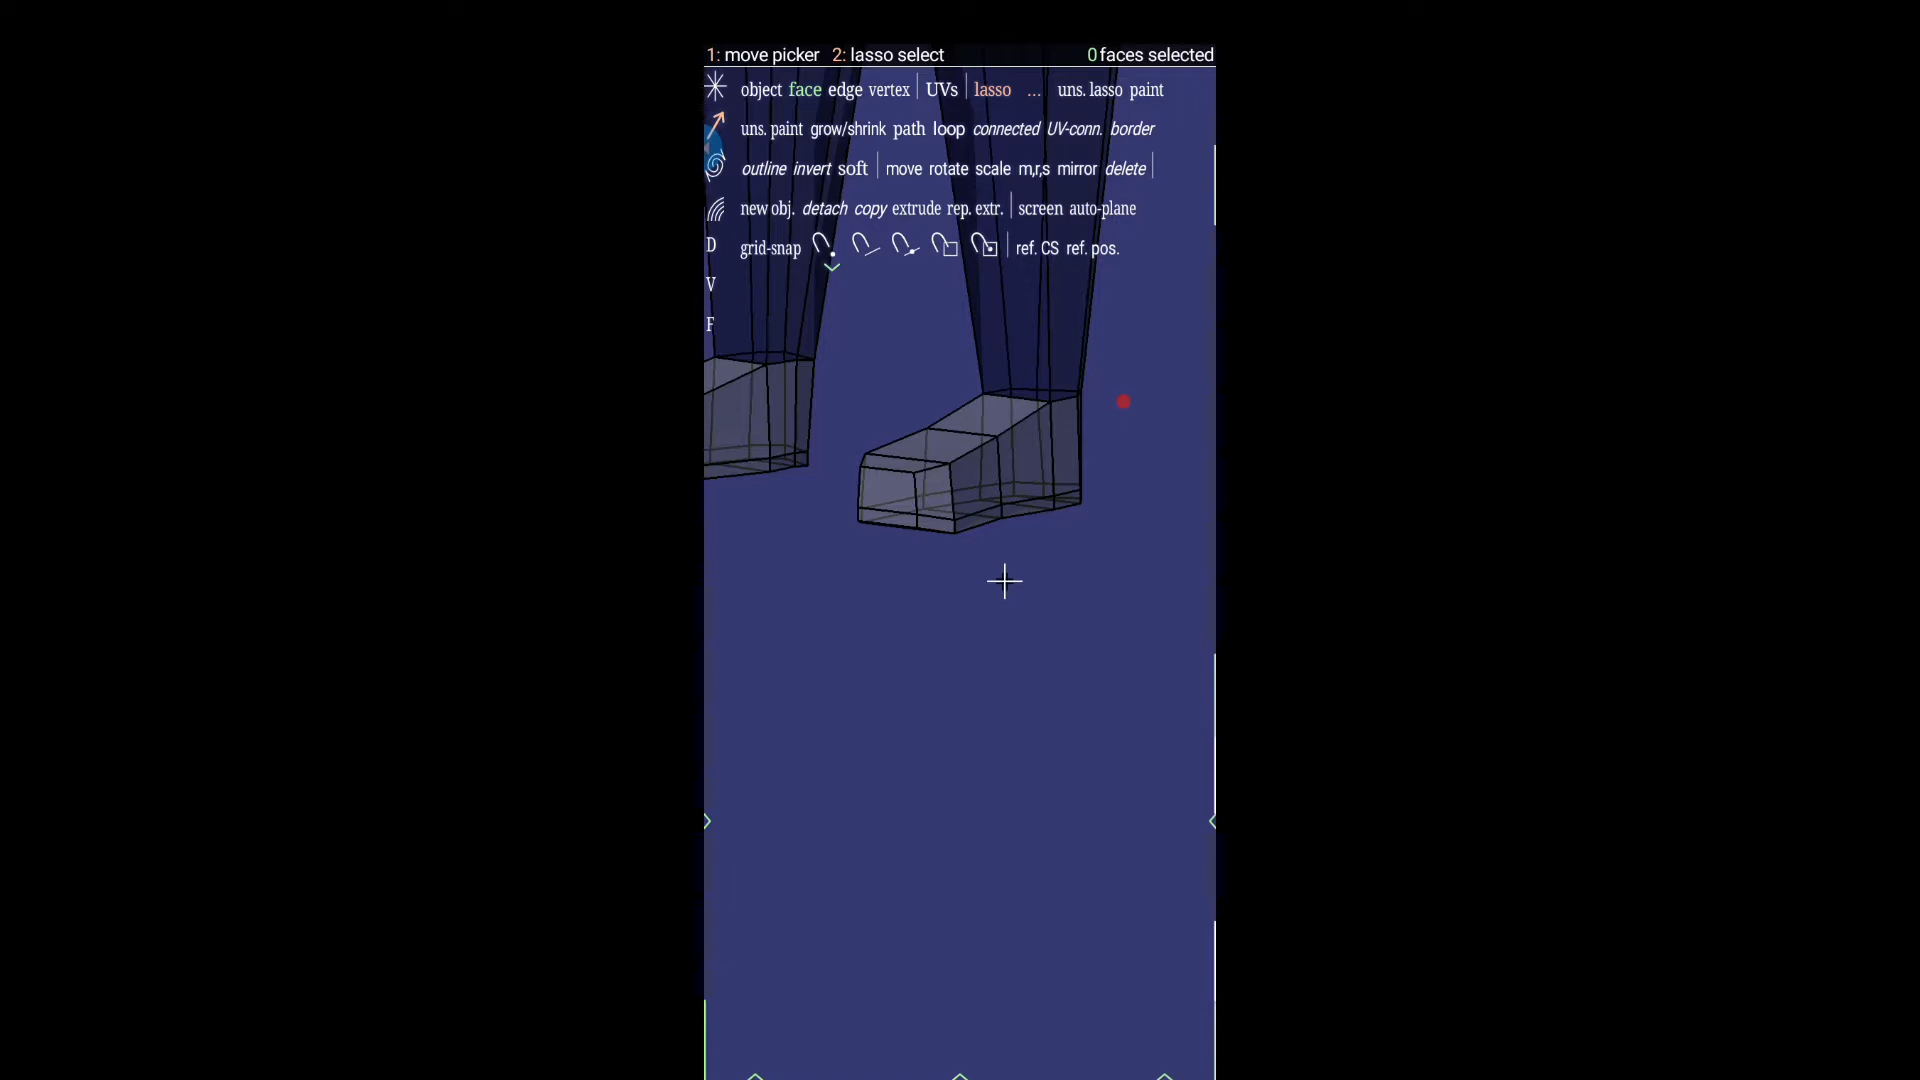 1: move picker 2: lasso select 0 faces selected
object face edge vertex UVs lasso ... uns. lasso paint
uns. paint grow/shrink path loop connected UV-conn. border
outline invert soft move rotate scale m,r,s mirror delete
new obj. detach copy extrude rep. extr. screen auto-plane
D
grid-snap ref. CS ref. pos.
V
F